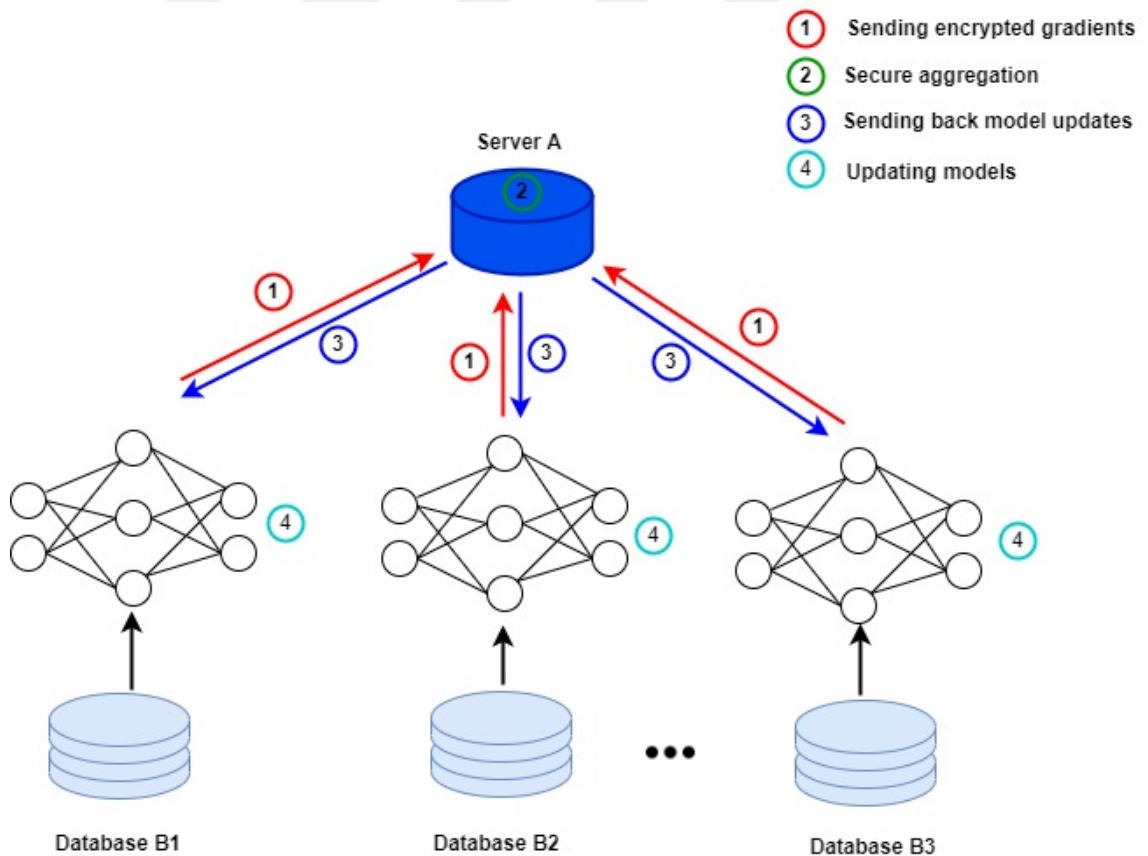 1 Sending encrypted gradients
2 Secure aggregation
3 Sending back model updates
4 Updating models
Server A
2
1
3
1
3
1
3
4
4
4
Database B1
Database B2
Database B3